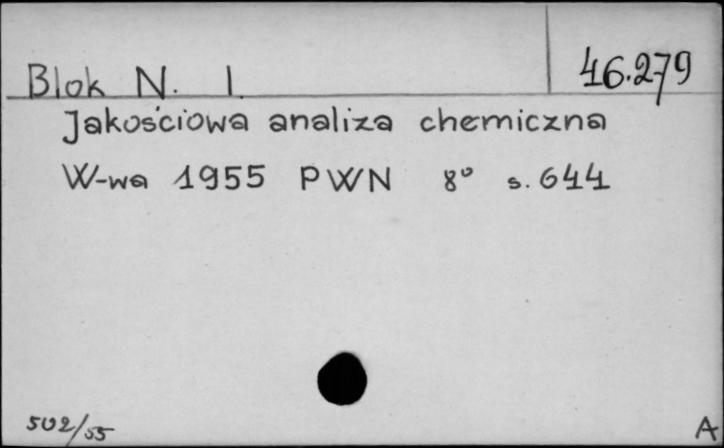 Blok N. I. 46.279
Jakościowa analiza chemiczna
W-wa 1955 PWN 8° s. 644
502/55
A